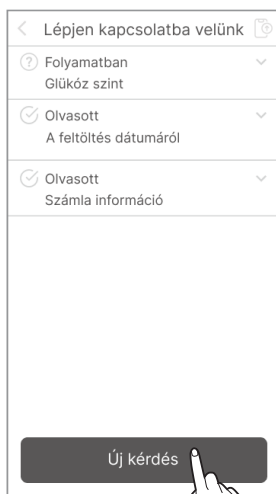 Lépjen kapcsolatba velünk
Folyamatban
Glükóz szint
Olvasott
A feltöltés dátumáról
Olvasott
Számla információ
Új kérdés